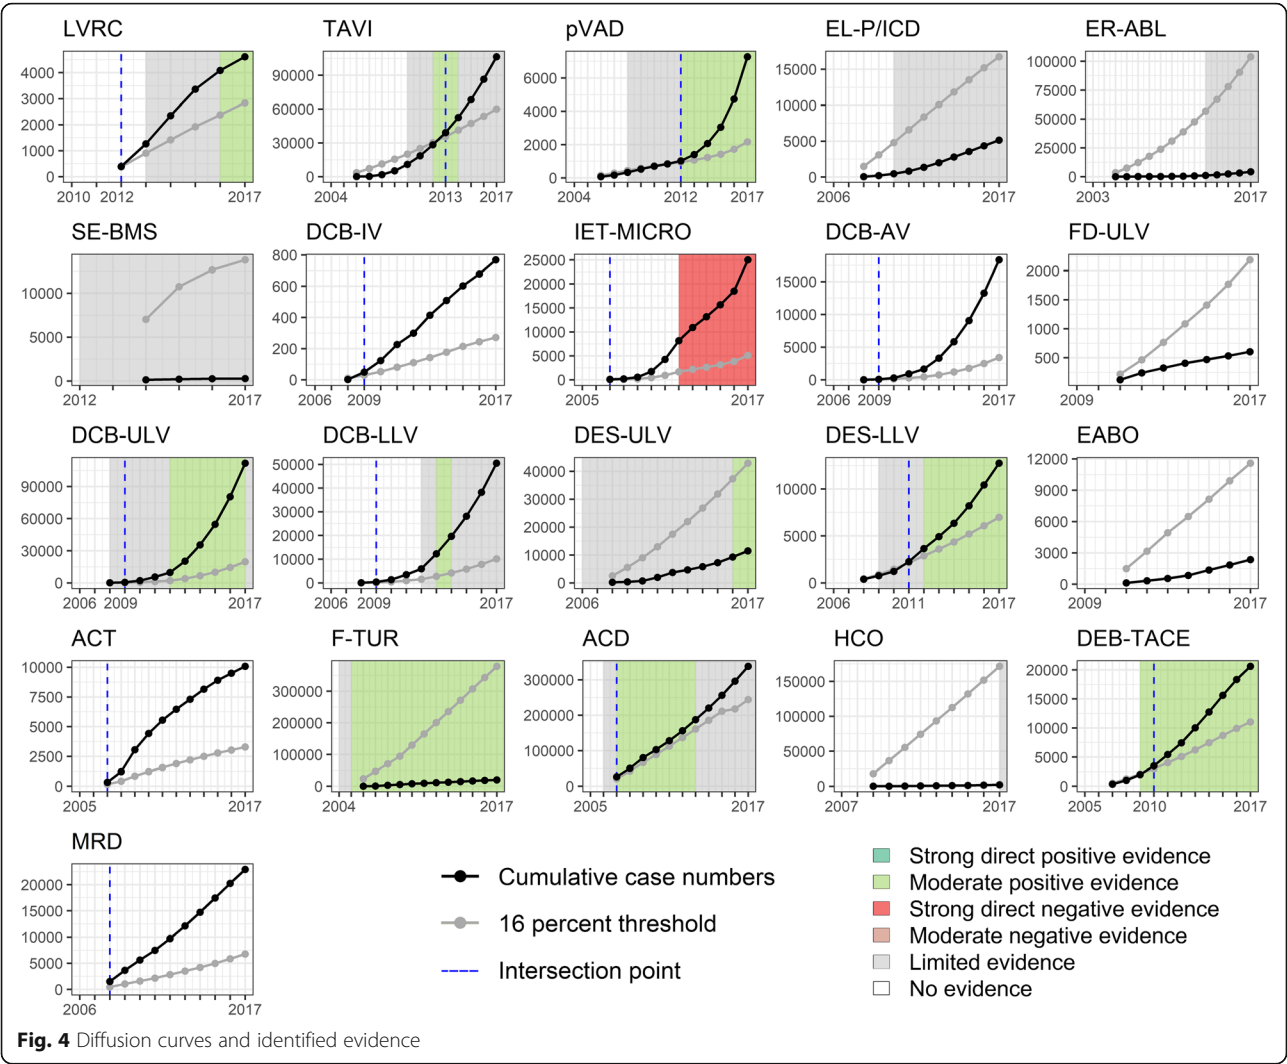 LVRC TAVI pVAD EL-P/ICD ER-ABL
4000 3000 2000 1000 0
2010 2012 2017
90000 60000 30000 0
2004 2013 2017
6000 4000 2000 0
2004 2012 2017
15000 10000 5000 0
2006 2017
100000 75000 50000 25000 0
2003 2017
SE-BMS DCB-IV IET-MICRO DCB-AV FD-ULV
10000 5000 0
2012 2017
800 600 400 200 0
2006 2009 2017
25000 20000 15000 10000 5000 0
2005 2017
15000 10000 5000 0
2006 2009 2017
2000 1500 1000 500
2009 2017
DCB-ULV DCB-LLV DES-ULV DES-LLV EABO
90000 60000 30000 0
2006 2009 2017
50000 40000 30000 20000 10000 0
2006 2009 2017
40000 30000 20000 10000 0
2006 2017
10000 5000 0
2006 2011 2017
12000 9000 6000 3000 0
2009 2017
ACT F-TUR ACD HCO DEB-TACE
10000 7500 5000 2500 0
2005 2017
300000 200000 100000 0
2004 2017
300000 200000 100000 0
2005 2017
150000 100000 50000 0
2007 2017
20000 15000 10000 5000 0
2005 2010 2017
MRD
20000 15000 10000 5000 0
2006 2017
Cumulative case numbers
16 percent threshold
Intersection point
Strong direct positive evidence
Moderate positive evidence
Strong direct negative evidence
Moderate negative evidence
Limited evidence
No evidence
Fig. 4 Diffusion curves and identified evidence